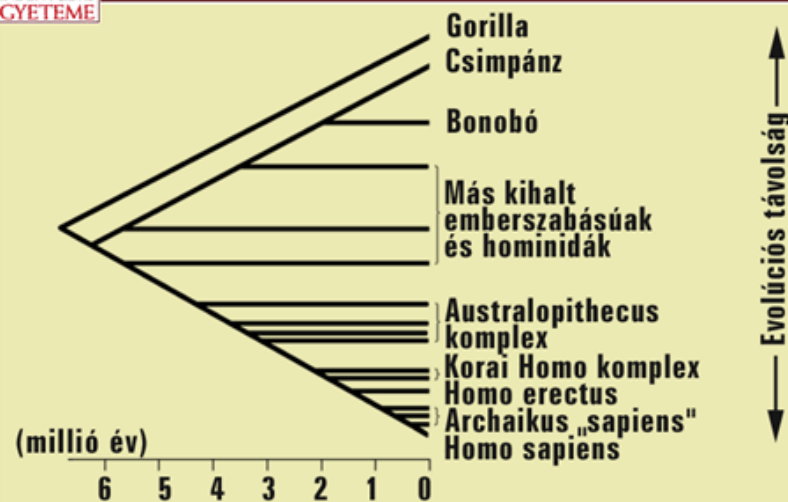 GYETEME
Gorilla
Csimpánz
Bonobó
Más kihalt
emberszabásúak
és hominidák
Australopithecus
komplex
Korai Homo komplex
Homo erectus
Archaikus „sapiens"
Homo sapiens
Evolúciós távolság
(millió év)
6 5 4 3 2 1 0